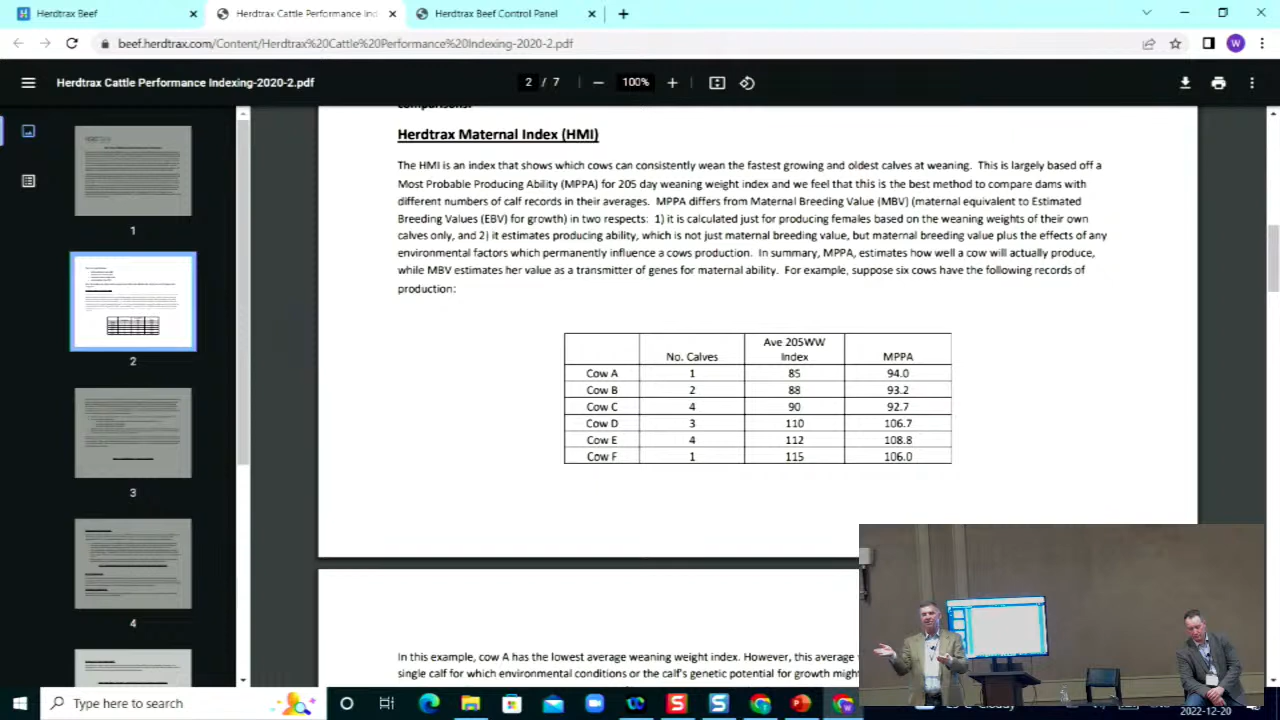 Herdtrax Beef
Herdtrax Cattle Performance Ind
Herdtrax Beef Control Panel
beef.herdtrax.com/Content/Herdtrax%20Cattle%20Performance%20Indexing-2020-2.pdf
W
Herdtrax Cattle Performance Indexing-2020-2.pdf
2 / 7
100%
comparisons.
Herdtrax Maternal Index (HMI)
The HMI is an index that shows which cows can consistently wean the fastest growing and oldest calves at weaning. This is largely based off a
Most Probable Producing Ability (MPPA) for 205 day weaning weight index and we feel that this is the best method to compare dams with
different numbers of calf records in their averages. MPPA differs from Maternal Breeding Value (MBV) (maternal equivalent to Estimated
Breeding Values (EBV) for growth) in two respects: 1) it is calculated just for producing females based on the weaning weights of their own
calves only, and 2) it estimates producing ability, which is not just maternal breeding value, but maternal breeding value plus the effects of any
environmental factors which permanently influence a cows production. In summary, MPPA, estimates how well a cow will actually produce,
while MBV estimates her value as a transmitter of genes for maternal ability. For example, suppose six cows have the following records of
production:
No. Calves Ave 205WW Index MPPA
Cow A 1 85 94.0
Cow B 2 88 93.2
Cow C 4 90 92.7
Cow D 3 110 106.7
Cow E 4 112 108.8
Cow F 1 115 106.0
In this example, cow A has the lowest average weaning weight index. However, this average
single calf for which environmental conditions or the calf's genetic potential for growth might
1
2
3
4
Type here to search
Cloudy
2022-12-20